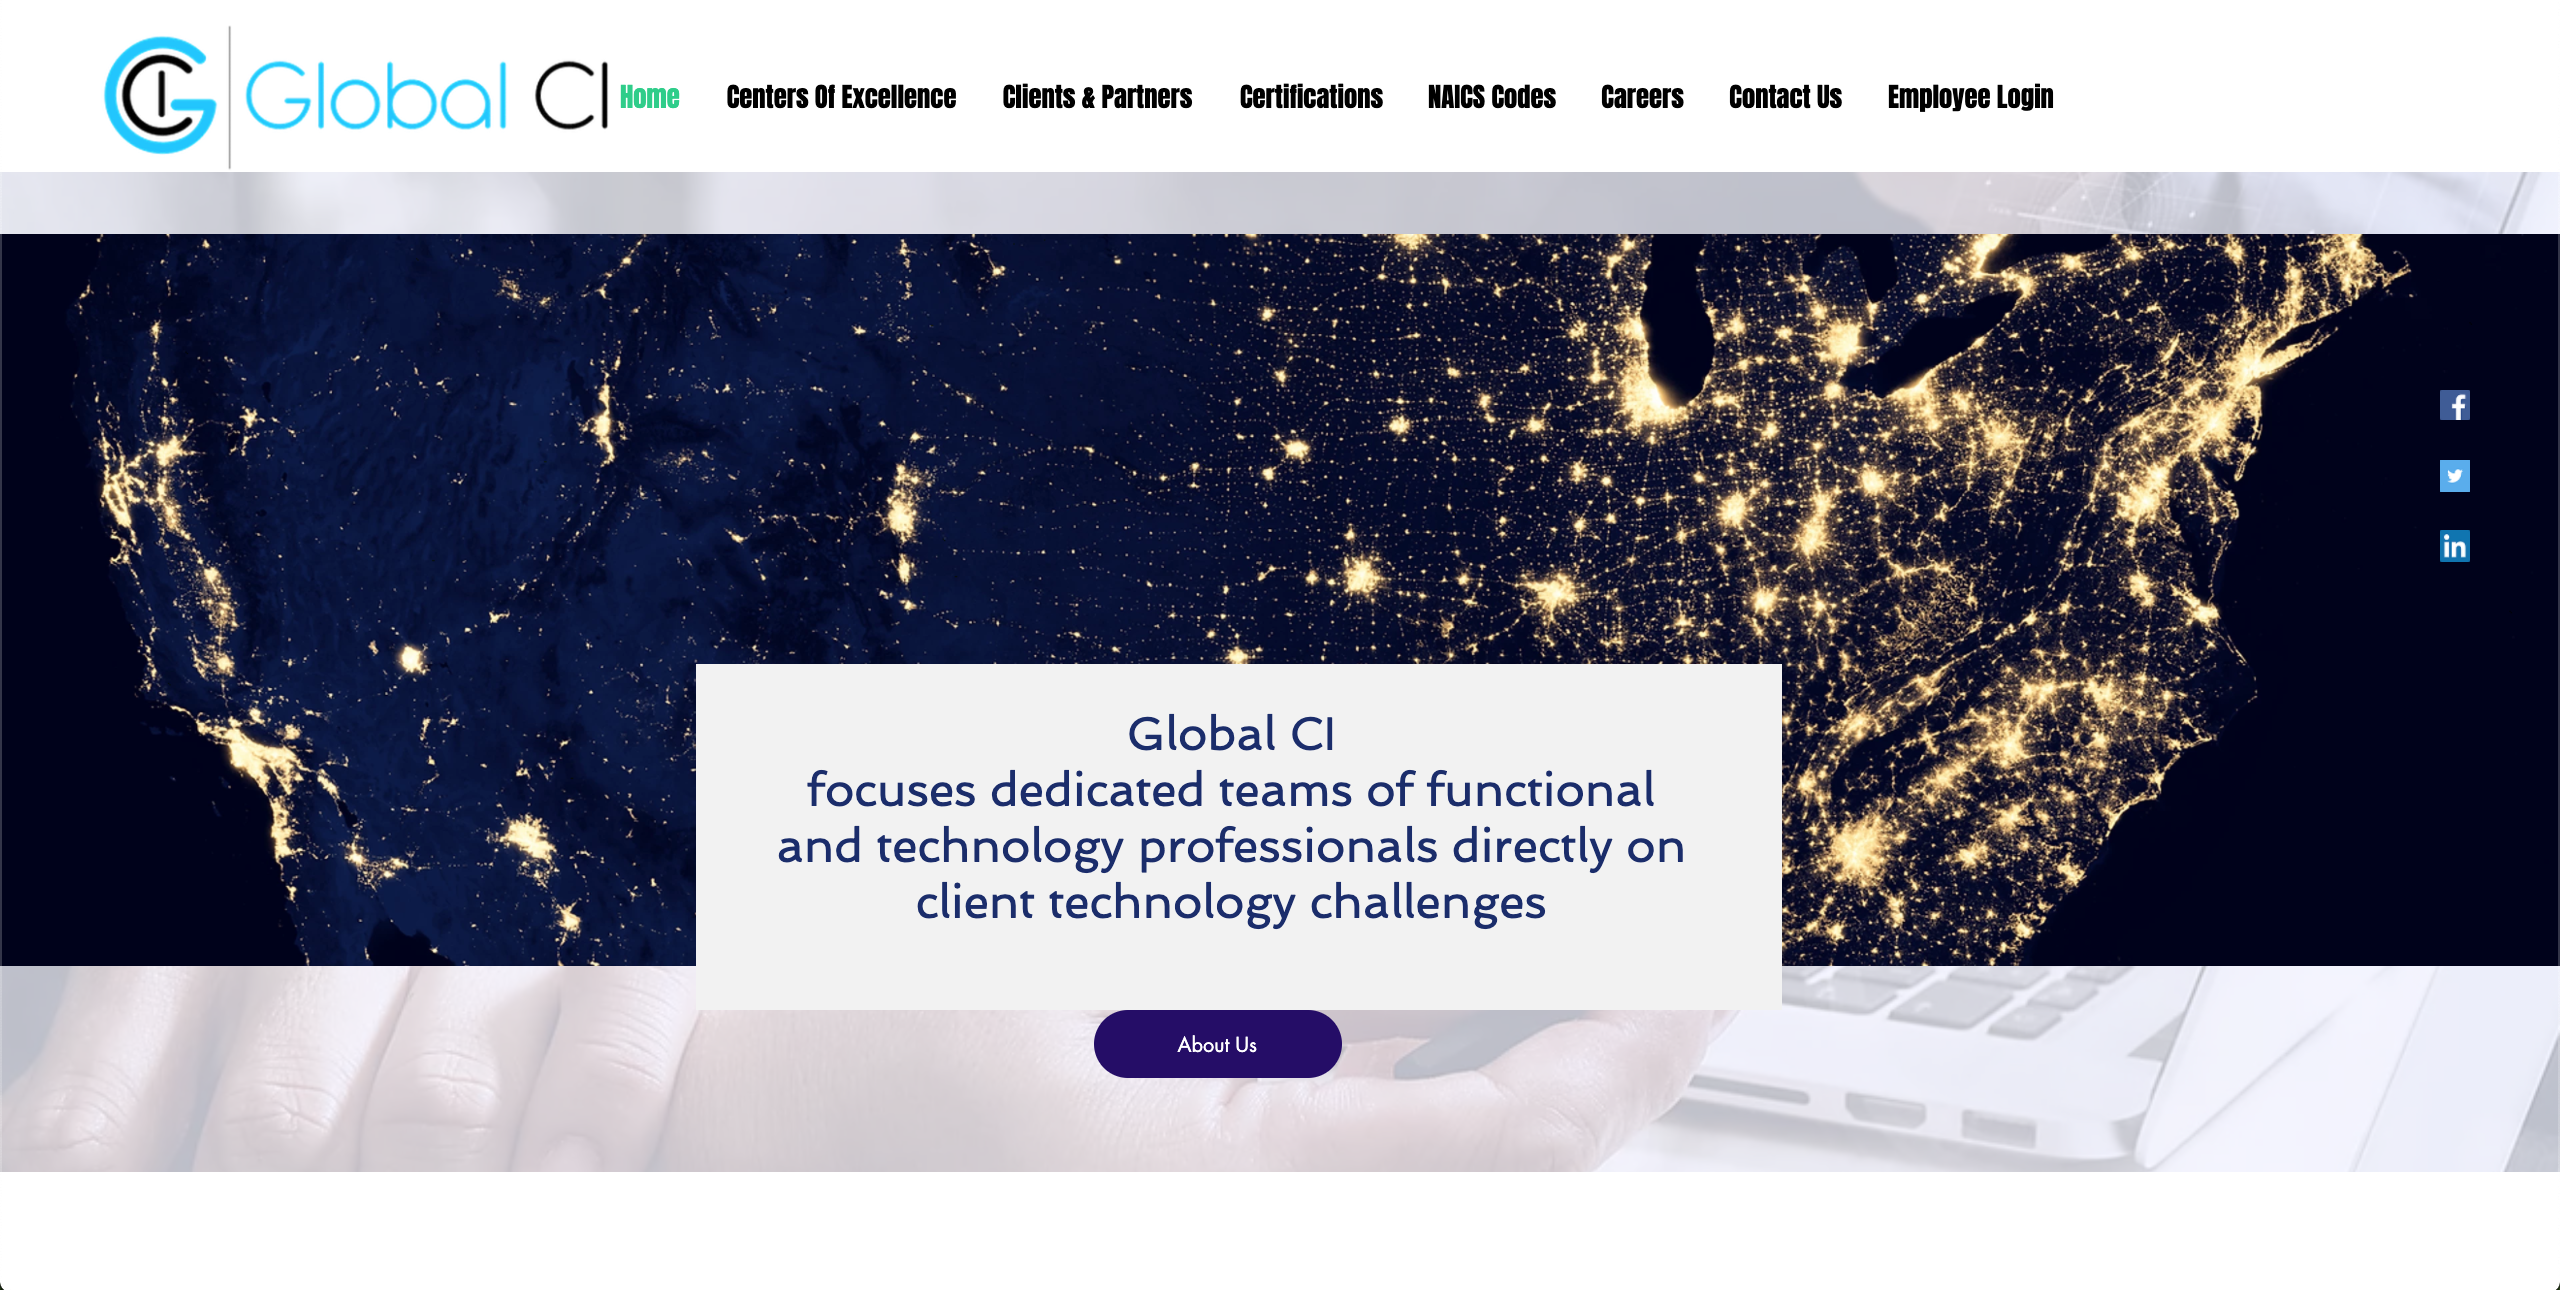 Global CI
Home Centers Of Excellence Clients & Partners Certifications NAICS Codes Careers Contact Us Employee Login
Global CI
focuses dedicated teams of functional
and technology professionals directly on
client technology challenges
About Us